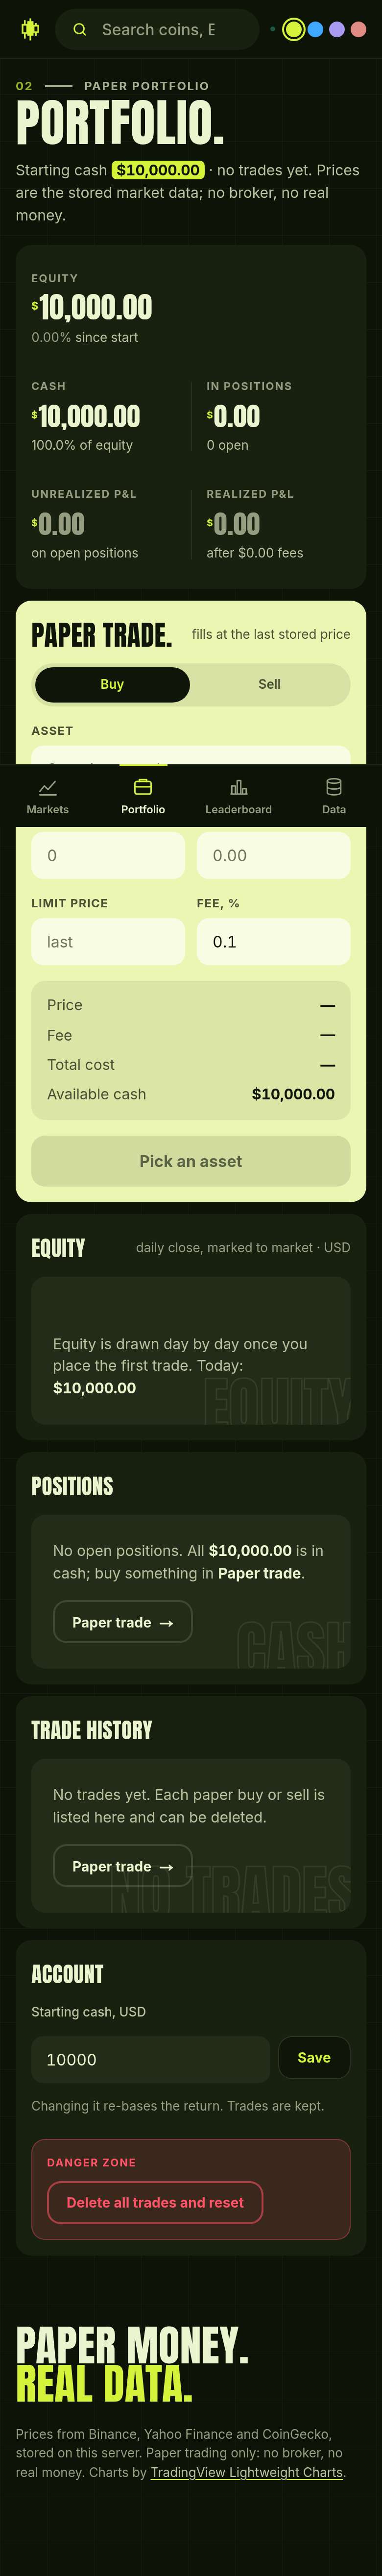 Search coins, E
02 — PAPER PORTFOLIO
PORTFOLIO.
Starting cash $10,000.00 · no trades yet. Prices
are the stored market data; no broker, no real
money.
EQUITY
$10,000.00
0.00% since start
CASH
$10,000.00
100.0% of equity
IN POSITIONS
$0.00
0 open
UNREALIZED P&L
$0.00
on open positions
REALIZED P&L
$0.00
after $0.00 fees
PAPER TRADE.
fills at the last stored price
Buy
Sell
ASSET
Markets
Portfolio
Leaderboard
Data
0
0.00
LIMIT PRICE
FEE, %
last
0.1
Price —
Fee —
Total cost —
Available cash $10,000.00
Pick an asset
EQUITY
daily close, marked to market · USD
Equity is drawn day by day once you
place the first trade. Today:
$10,000.00
EQUITY
POSITIONS
No open positions. All $10,000.00 is in
cash; buy something in Paper trade.
Paper trade →
CASH
TRADE HISTORY
No trades yet. Each paper buy or sell is
listed here and can be deleted.
Paper trade →
NO TRADES
ACCOUNT
Starting cash, USD
10000
Save
Changing it re-bases the return. Trades are kept.
DANGER ZONE
Delete all trades and reset
PAPER MONEY.
REAL DATA.
Prices from Binance, Yahoo Finance and CoinGecko,
stored on this server. Paper trading only: no broker, no
real money. Charts by TradingView Lightweight Charts.